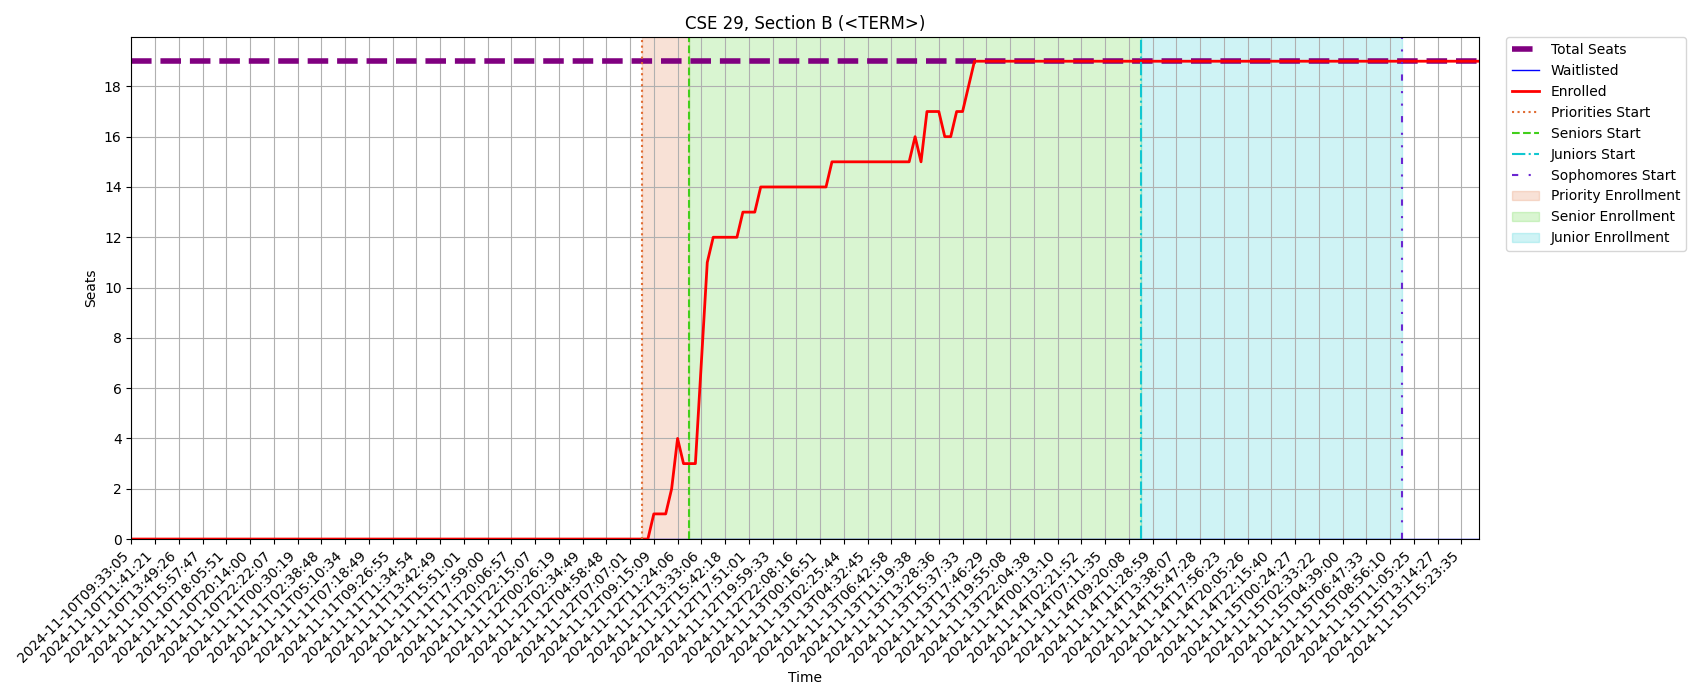 CSE 29, Section B (<TERM>)
Total Seats
Waitlisted
Enrolled
Priorities Start
Seniors Start
Juniors Start
Sophomores Start
Priority Enrollment
Senior Enrollment
Junior Enrollment
Seats
18
16
14
12
10
8
6
4
2
0
2024-11-10T09:33:05
2024-11-10T11:41:21
2024-11-10T13:49:26
2024-11-10T15:57:47
2024-11-10T18:05:51
2024-11-10T20:14:00
2024-11-10T22:22:07
2024-11-11T00:30:19
2024-11-11T02:38:48
2024-11-11T05:10:34
2024-11-11T07:18:49
2024-11-11T09:26:55
2024-11-11T11:34:54
2024-11-11T13:42:49
2024-11-11T15:51:01
2024-11-11T17:59:00
2024-11-11T20:06:57
2024-11-11T22:15:07
2024-11-12T00:26:19
2024-11-12T02:34:49
2024-11-12T04:58:48
2024-11-12T07:07:01
2024-11-12T09:15:09
2024-11-12T11:24:06
2024-11-12T13:33:06
2024-11-12T15:42:18
2024-11-12T17:51:01
2024-11-12T19:59:33
2024-11-12T22:08:16
2024-11-13T00:16:51
2024-11-13T02:25:44
2024-11-13T04:32:45
2024-11-13T06:42:58
2024-11-13T11:19:38
2024-11-13T13:28:36
2024-11-13T15:37:33
2024-11-13T17:46:29
2024-11-13T19:55:08
2024-11-13T22:04:38
2024-11-14T00:13:10
2024-11-14T02:21:52
2024-11-14T07:11:35
2024-11-14T09:20:08
2024-11-14T11:28:59
2024-11-14T13:38:07
2024-11-14T15:47:28
2024-11-14T17:56:23
2024-11-14T20:05:26
2024-11-14T22:15:40
2024-11-15T00:24:27
2024-11-15T02:33:22
2024-11-15T04:39:00
2024-11-15T06:47:33
2024-11-15T08:56:10
2024-11-15T11:05:25
2024-11-15T13:14:27
2024-11-15T15:23:35
Time